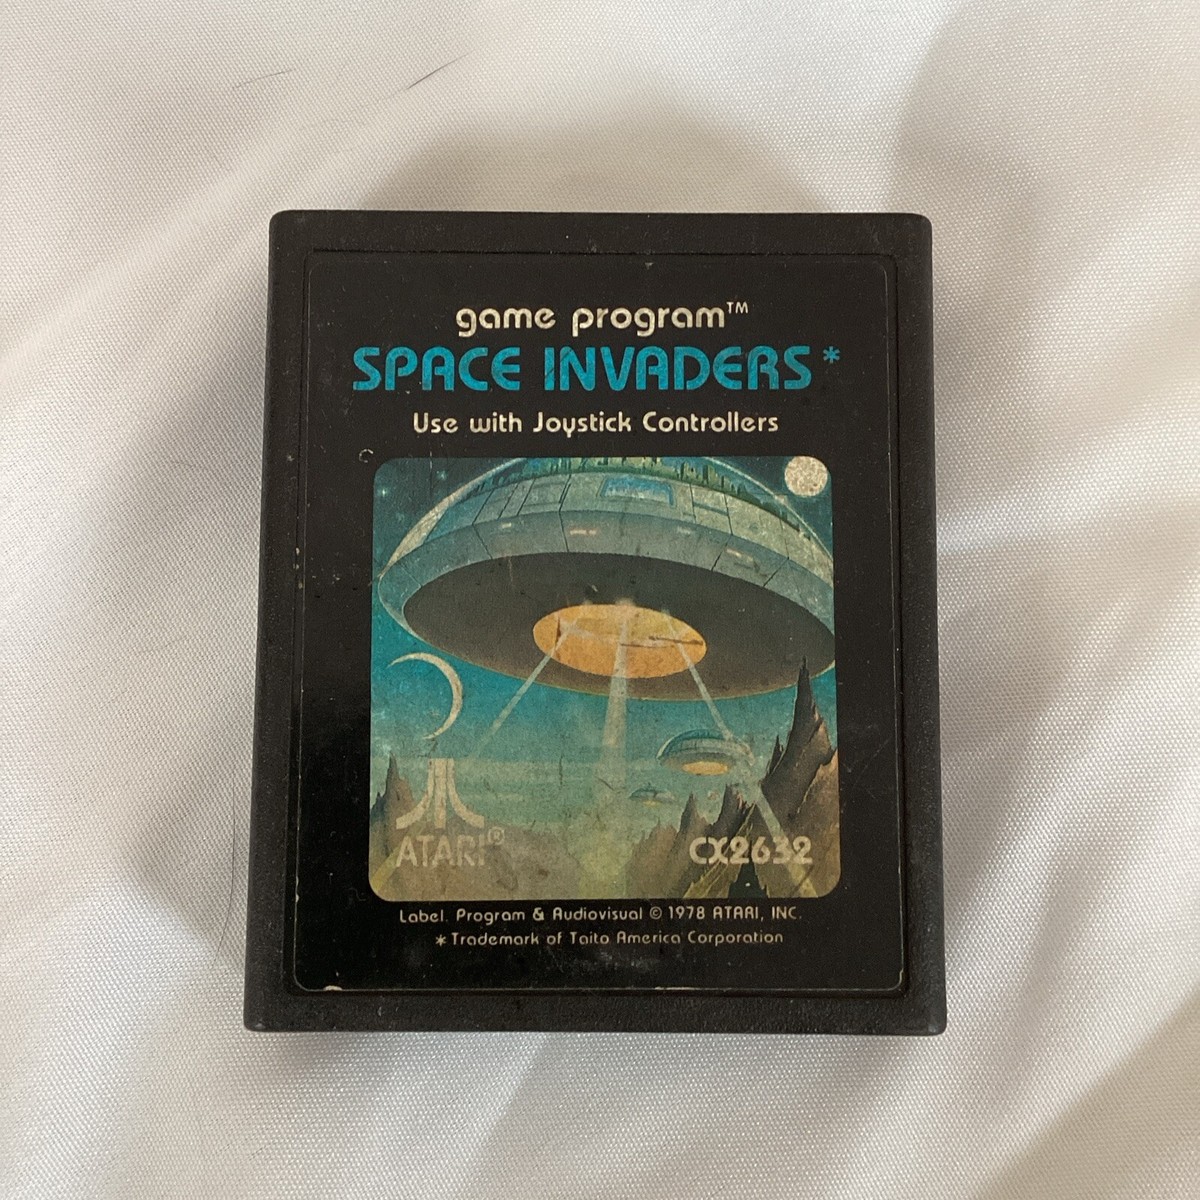 game program™
SPACE INVADERS*
Use with Joystick Controllers
ATARI®
CX2632
Label. Program & Audiovisual © 1978 ATARI, INC.
*Trademark of Taito America Corporation